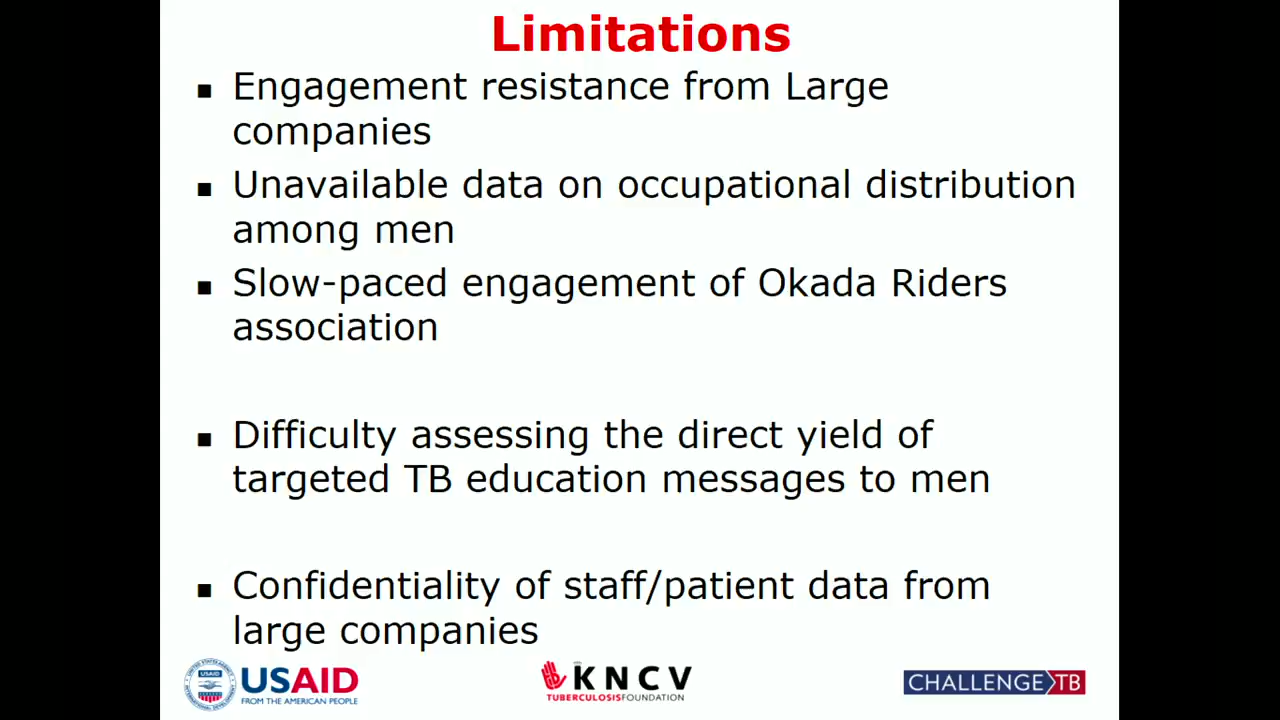 Limitations
Engagement resistance from Large
companies
Unavailable data on occupational distribution
among men
Slow-paced engagement of Okada Riders
association
Difficulty assessing the direct yield of
targeted TB education messages to men
Confidentiality of staff/patient data from
large companies
USAID
FROM THE AMERICAN PEOPLE
KNCV
TUBERCULOSISFOUNDATION
CHALLENGE TB